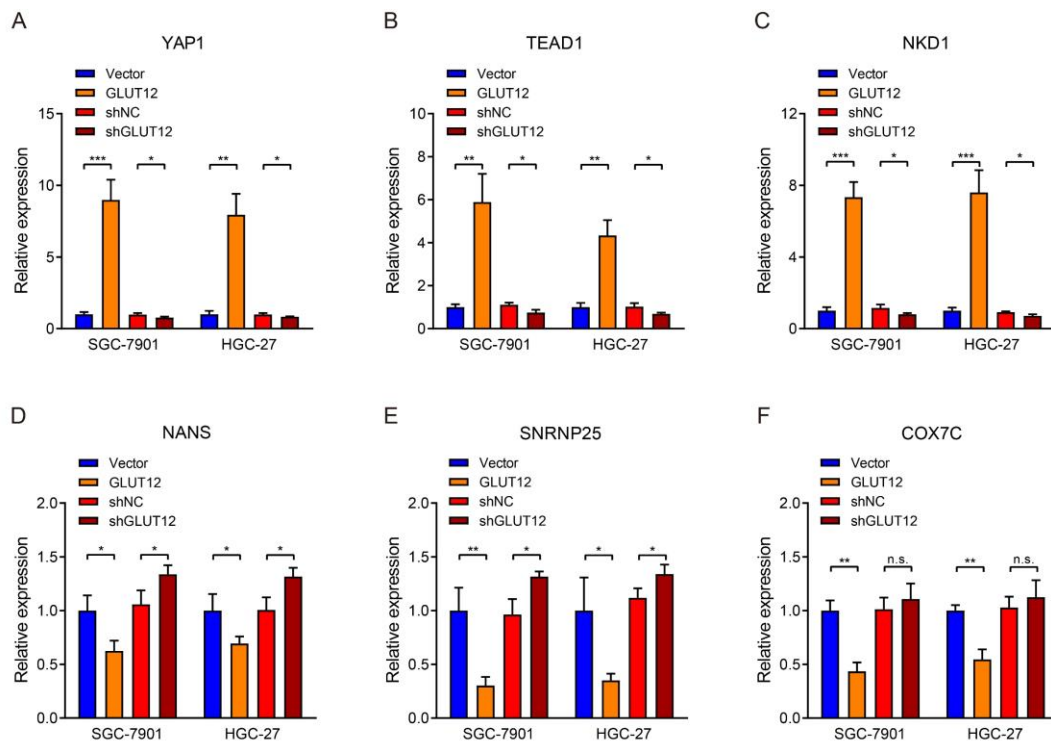 A
YAP1
Vector
GLUT12
shNC
shGLUT12
Relative expression
15
10
5
0
***
*
**
*
SGC-7901
HGC-27
B
TEAD1
Vector
GLUT12
shNC
shGLUT12
Relative expression
10
8
6
4
2
0
**
*
**
*
SGC-7901
HGC-27
C
NKD1
Vector
GLUT12
shNC
shGLUT12
Relative expression
12
8
4
0
***
*
***
*
SGC-7901
HGC-27
D
NANS
Vector
GLUT12
shNC
shGLUT12
Relative expression
2.0
1.5
1.0
0.5
0.0
*
*
*
*
SGC-7901
HGC-27
E
SNRNP25
Vector
GLUT12
shNC
shGLUT12
Relative expression
2.0
1.5
1.0
0.5
0.0
**
*
*
*
SGC-7901
HGC-27
F
COX7C
Vector
GLUT12
shNC
shGLUT12
Relative expression
2.0
1.5
1.0
0.5
0.0
**
n.s.
**
n.s.
SGC-7901
HGC-27